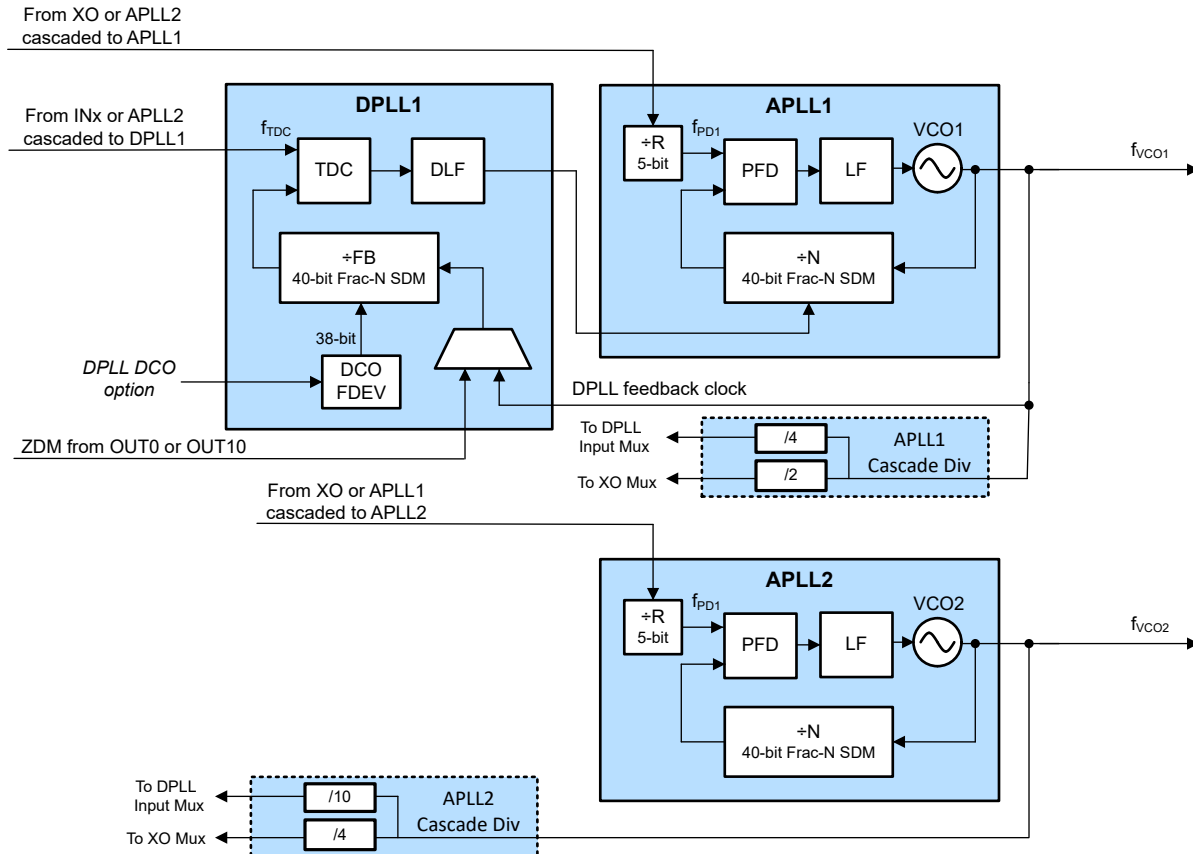 From XO or APLL2
cascaded to APLL1
DPLL1
From INx or APLL2
cascaded to DPLL1
fTDC
TDC
DLF
÷FB
40-bit Frac-N SDM
38-bit
DPLL DCO
option
DCO
FDEV
ZDM from OUT0 or OUT10
APLL1
÷R
5-bit
fPD1
PFD
LF
VCO1
fVCO1
÷N
40-bit Frac-N SDM
DPLL feedback clock
To DPLL
Input Mux
/4
To XO Mux
/2
APLL1
Cascade Div
From XO or APLL1
cascaded to APLL2
APLL2
÷R
5-bit
fPD1
PFD
LF
VCO2
fVCO2
÷N
40-bit Frac-N SDM
To DPLL
Input Mux
/10
To XO Mux
/4
APLL2
Cascade Div